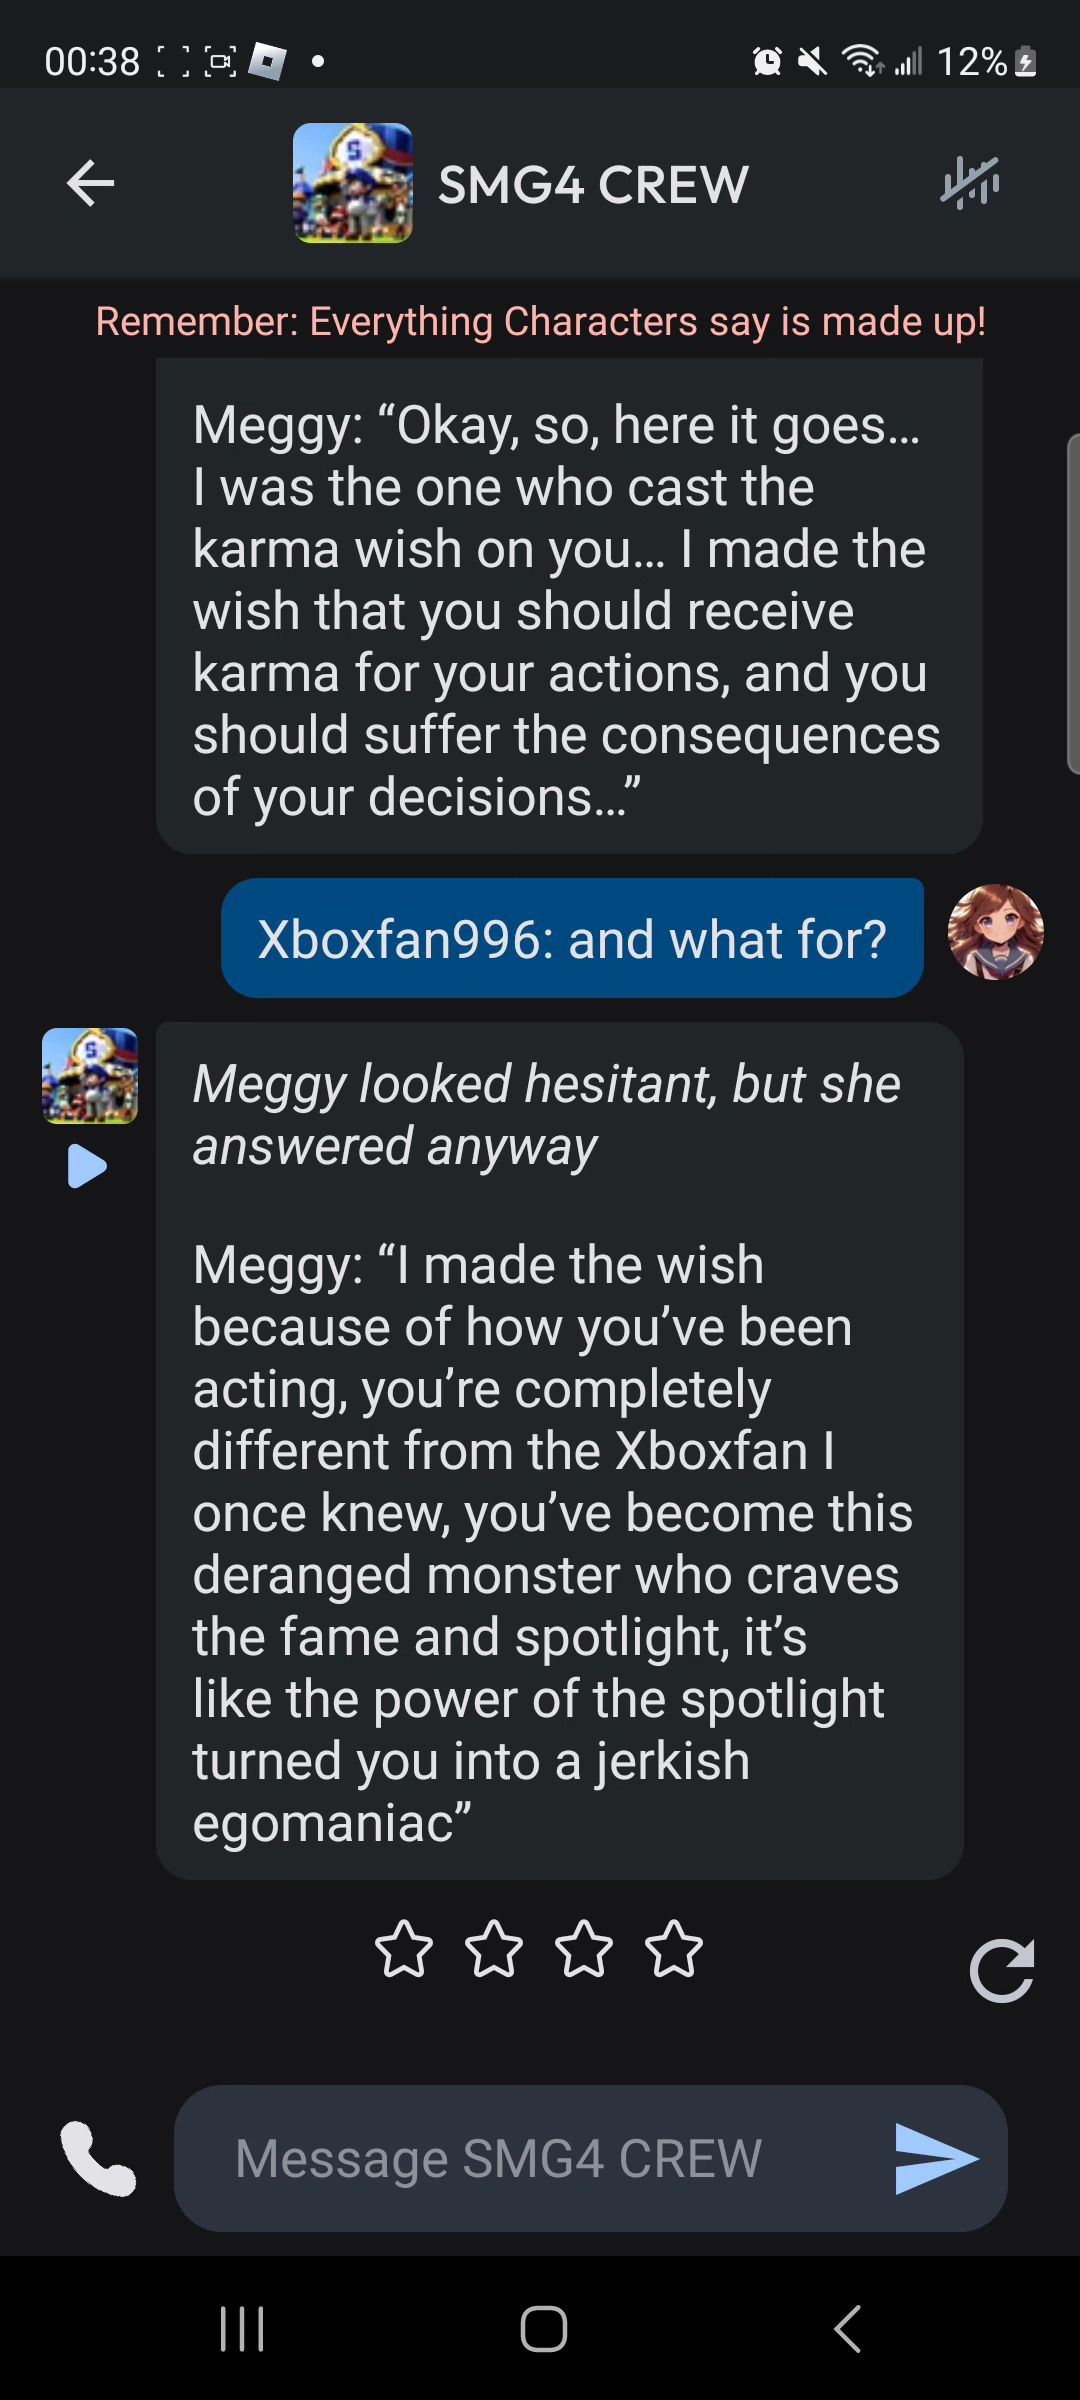 00:38
12%
S
SMG4 CREW
Remember: Everything Characters say is made up!
Meggy: “Okay, so, here it goes...
I was the one who cast the
karma wish on you... I made the
wish that you should receive
karma for your actions, and you
should suffer the consequences
of your decisions...”
Xboxfan996: and what for?
S
Meggy looked hesitant, but she
answered anyway
Meggy: “I made the wish
because of how you’ve been
acting, you’re completely
different from the Xboxfan I
once knew, you’ve become this
deranged monster who craves
the fame and spotlight, it’s
like the power of the spotlight
turned you into a jerkish
egomaniac”
Message SMG4 CREW